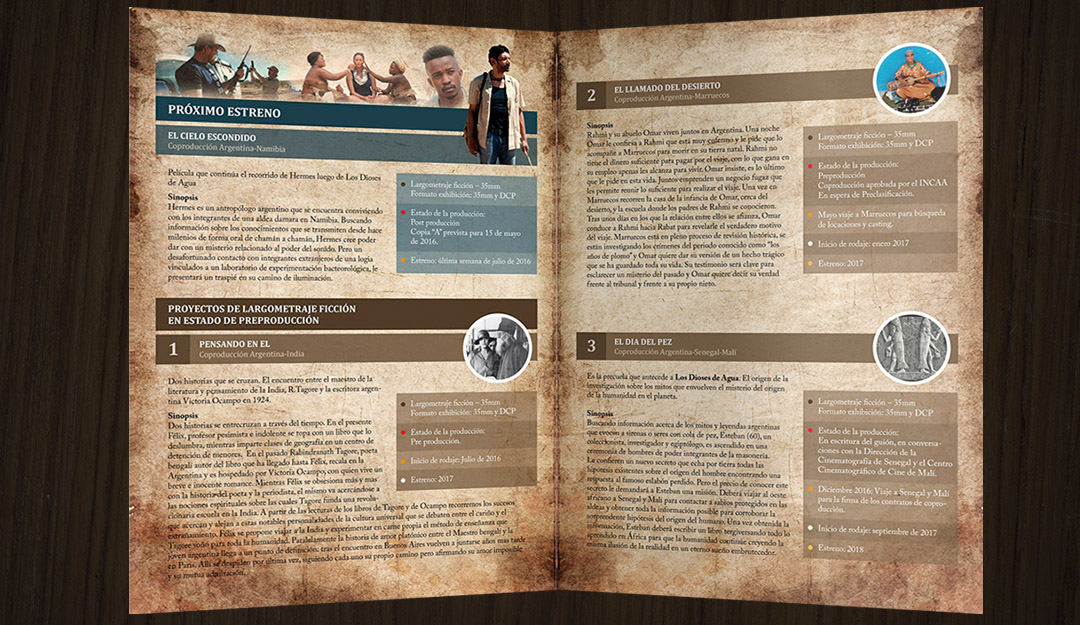 PRÓXIMO ESTRENO
EL CIELO ESCONDIDO
Coproducción Argentina-Namibia
Película que continúa el recorrido de Hermes luego de Los Dioses
de Agua
Sinopsis
Hermes es un antropólogo argentino que se encuentra conviviendo
con los integrantes de una aldea damara en Namibia. Buscando
información sobre los conocimientos que se transmiten desde hace
milenios de forma oral de chamán a chamán, Hermes cree poder
dar con un misterio relacionado al poder del sonido. Pero un
desafortunado contacto con integrantes extranjeros de una logia
vinculados a un laboratorio de experimentación bacteorológica, le
presentará un traspié en su camino de iluminación.
Largometraje ficción – 35mm
Formato exhibición: 35mm y DCP
Estado de la producción:
Post producción
Copia “A” prevista para 15 de mayo
de 2016.
Estreno: última semana de julio de 2016
PROYECTOS DE LARGOMETRAJE FICCIÓN
EN ESTADO DE PREPRODUCCIÓN
1
PENSANDO EN EL
Coproducción Argentina-India
Dos historias que se cruzan. El encuentro entre el maestro de la
literatura y pensamiento de la India, R.Tagore y la escritora argen-
tina Victoria Ocampo en 1924.
Sinopsis
Dos historias se entrecruzan a través del tiempo. En el presente
Félix, profesor pesimista e indolente se topa con un libro que lo
deslumbra, mientras imparte clases de geografía en un centro de
detención de menores. En el pasado Rabindranath Tagore, poeta
bengalí autor del libro que ha llegado hasta Félix, recala en la
Argentina y es hospedado por Victoria Ocampo, con quien vive un
breve e inocente romance. Mientras Félix se obsesiona más y mas
con la historia del poeta y la periodista, el mismo va acercándose a
las nociones espirituales sobre las cuales Tagore funda una revolu-
cionaria escuela en la India. A partir de las lecturas de los libros de Tagore y de Ocampo recorreremos los sucesos
que acercan y alejan a estas notables personalidades de la cultura universal que se debaten entre el cariño y el
extrañamiento. Félix se propone viajar a la India y experimentar en carne propia el método de enseñanza que
Tagore soñó para toda la humanidad. Paralelamente la historia de amor platónico entre el Maestro bengalí y la
joven argentina llega a un punto de definición: tras el encuentro en Buenos Aires vuelven a juntarse años mas tarde
en París. Allí se despiden por última vez, siguiendo cada uno su propio camino pero afirmando su amor imposible
y su mutua admiración.
Largometraje ficción – 35mm
Formato exhibición: 35mm y DCP
Estado de la producción:
Pre producción.
Inicio de rodaje: Julio de 2016
Estreno: 2017
2
EL LLAMADO DEL DESIERTO
Coproducción Argentina-Marruecos
Sinopsis
Rahmi y su abuelo Omar viven juntos en Argentina. Una noche
Omar le confiesa a Rahmi que está muy enfermo y le pide que lo
acompañe a Marruecos para morir en su tierra natal. Rahmi no
tiene el dinero suficiente para pagar por el viaje, con lo que gana en
su empleo apenas les alcanza para vivir. Omar insiste, es lo último
que le pide en esta vida. Juntos emprenden un negocio fugaz que
les permite reunir lo suficiente para realizar el viaje. Una vez en
Marruecos recorren la casa de la infancia de Omar, cerca del
desierto, y la escuela donde los padres de Rahmi se conocieron.
Tras unos días en los que la relación entre ellos se afianza, Omar
conduce a Rahmi hacia Rabat para revelarle el verdadero motivo
del viaje. Marruecos está en pleno proceso de revisión histórica, se
están investigando los crímenes del periodo conocido como “los
años de plomo” y Omar quiere dar su versión de un hecho trágico
que se ha guardado toda su vida. Su testimonio será clave para
esclarecer un misterio del pasado y Omar quiere decir su verdad
frente al tribunal y frente a su propio nieto.
Largometraje ficción – 35mm
Formato exhibición: 35mm y DCP
Estado de la producción:
Preproducción
Coproducción aprobada por el INCAA
En espera de Preclasificación.
Mayo viaje a Marruecos para búsqueda
de locaciones y casting.
Inicio de rodaje: enero 2017
Estreno: 2017
3
EL DIA DEL PEZ
Coproducción Argentina-Senegal-Malí
Es la precuela que antecede a Los Dioses de Agua. El origen de la
investigación sobre los mitos que envuelven el misterio del origen
de la humanidad en el planeta.
Sinopsis
Buscando información acerca de los mitos y leyendas argentinas
que evocan a sirenas o seres con cola de pez, Esteban (60), un
coleccionista, investigador y egiptólogo, es ascendido en una
ceremonia de hombres de poder integrantes de la masonería.
Le confieren un nuevo secreto que echa por tierra todas las
hipótesis existentes sobre el origen del hombre encontrando una
respuesta al famoso eslabón perdido. Pero el precio de conocer este
secreto le demandará a Esteban una misión. Deberá viajar al oeste
africano a Senegal y Malí para contactar a sabios protegidos en las
aldeas y obtener toda la información posible para corroborar la
sorprendente hipótesis del origen del humano. Una vez obtenida la
información, Esteban deberá escribir un libro tergiversando todo lo
aprendido en África para que la humanidad continúe creyendo la
misma ilusión de la realidad en un eterno sueño embrutecedor.
Largometraje ficción – 35mm
Formato exhibición: 35mm y DCP
Estado de la producción:
En escritura del guión, en conversa-
ciones con la Dirección de la
Cinematografía de Senegal y el Centro
Cinematográfico de Cine de Malí.
Diciembre 2016: Viaje a Senegal y Malí
para la firma de los contratos de copro-
ducción.
Inicio de rodaje: septiembre de 2017
Estreno: 2018